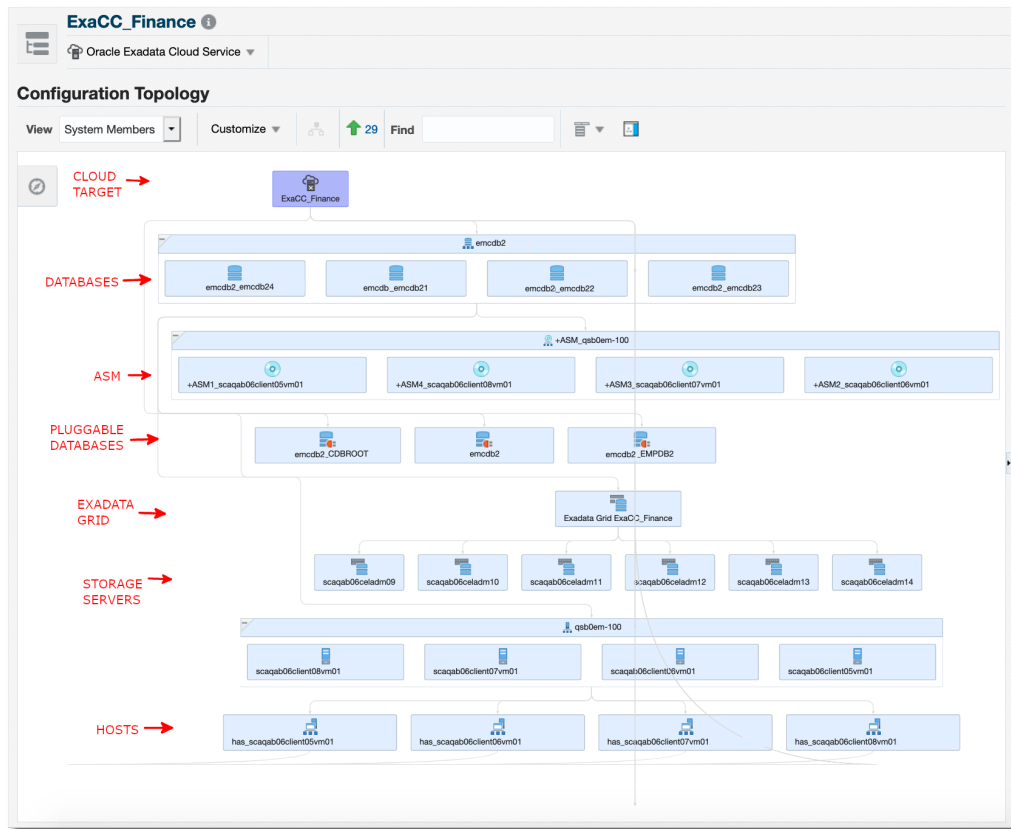 ExaCC_Finance
Oracle Exadata Cloud Service
Configuration Topology
View System Members Customize 29 Find
CLOUD
TARGET
ExaCC_Finance
emcdb2
DATABASES
emcdb2_emcdb24 emcdb_emcdb21 emcdb2_emcdb22 emcdb2_emcdb23
+ASM_qsb0em-100
ASM
+ASM1_scaqab06client05vm01 +ASM4_scaqab06client08vm01 +ASM3_scaqab06client07vm01 +ASM2_scaqab06client06vm01
PLUGGABLE
DATABASES
emcdb2_CDBROOT emcdb2 emcdb2_EMPDB2
EXADATA
GRID
Exadata Grid ExaCC_Finance
STORAGE
SERVERS
scaqab06celadm09 scaqab06celadm10 scaqab06celadm11 scaqab06celadm12 scaqab06celadm13 scaqab06celadm14
qsb0em-100
scaqab06client08vm01 scaqab06client07vm01 scaqab06client06vm01 scaqab06client05vm01
HOSTS
has_scaqab06client05vm01 has_scaqab06client06vm01 has_scaqab06client07vm01 has_scaqab06client08vm01